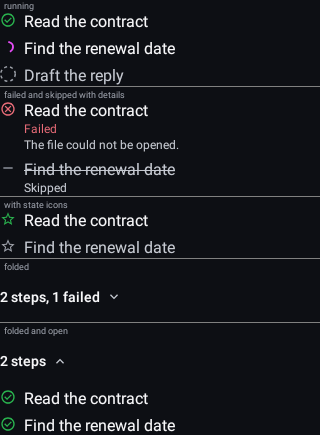 running
Read the contract
Find the renewal date
Draft the reply
failed and skipped with details
Read the contract
Failed
The file could not be opened.
Find the renewal date
Skipped
with state icons
Read the contract
Find the renewal date
folded
2 steps, 1 failed
folded and open
2 steps
Read the contract
Find the renewal date